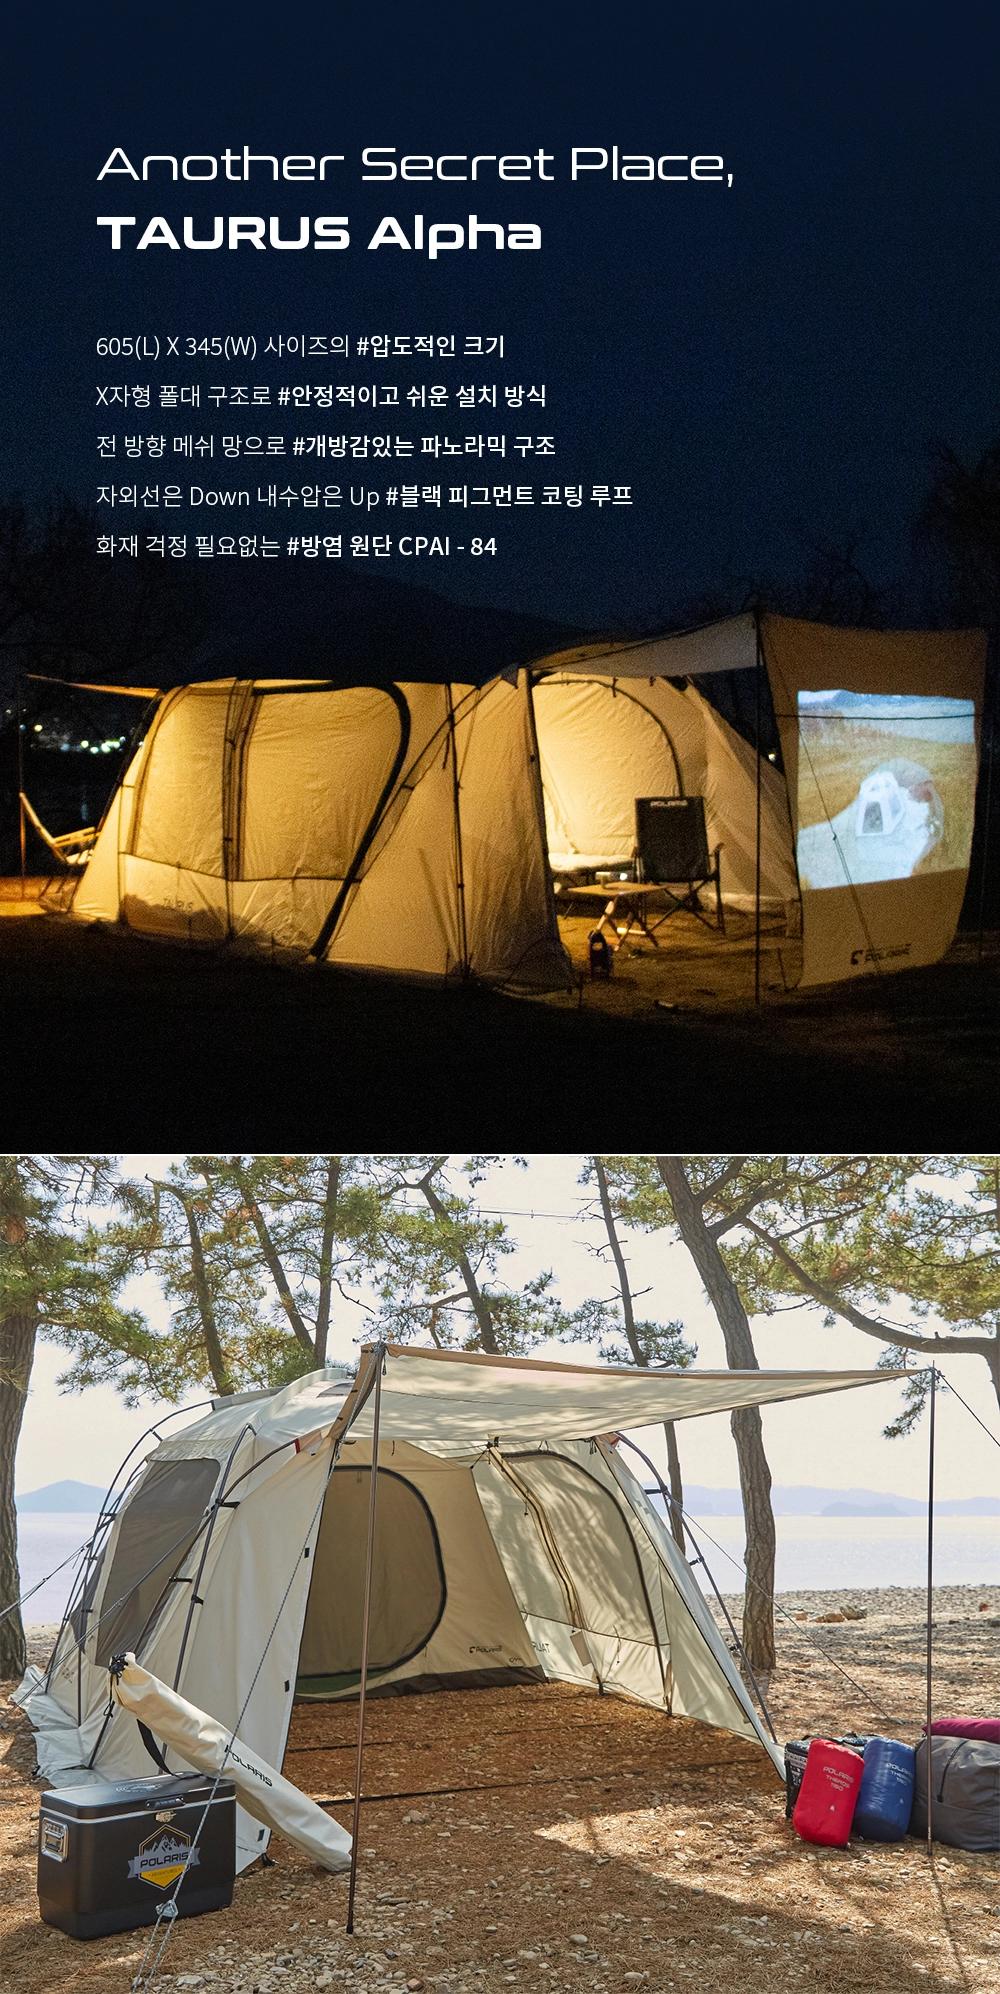 Another Secret Place,
TAURUS Alpha
605(L) X 345(W) 사이즈의 #압도적인 크기
X자형 폴대 구조로 #안정적이고 쉬운 설치 방식
전 방향 메쉬 망으로 #개방감있는 파노라믹 구조
자외선은 Down 내수압은 Up #블랙 피그먼트 코팅 루프
화재 걱정 필요없는 #방염 원단 CPAI - 84
POLARIS
TAURUS
POLARIS
POLARIS
POLARIS
POLARIS
POLARIS
POLARIS